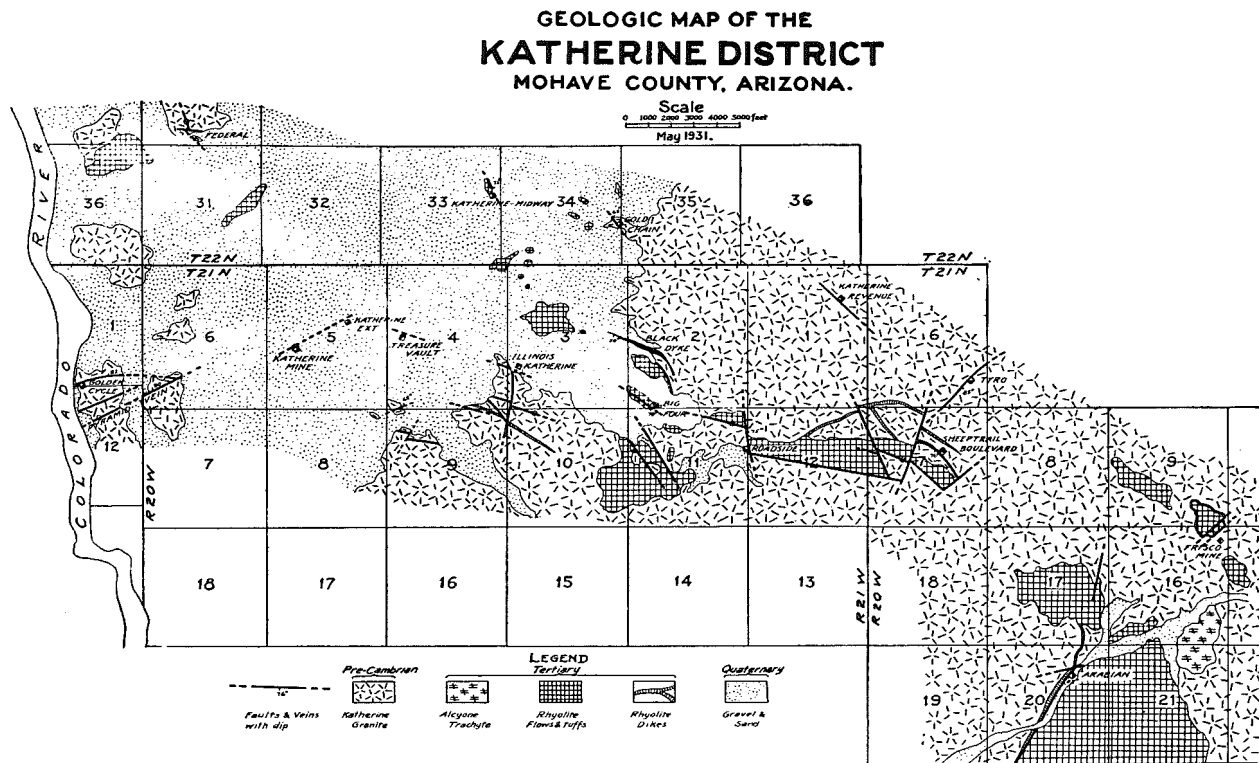 GEOLOGIC MAP OF THE
KATHERINE DISTRICT
MOHAVE COUNTY, ARIZONA.
Scale
0 1000 2000 3000 4000 5000 feet
May 1931.
FEDERAL
RIVER
36 31 32 33 34 35 36
KATHERINE-MIDWAY
GOLD
CHAIN
T22N
T21N
T22N
T21N
KATHERINE
REVENUE
1 6 5 4 3 2 6
KATHERINE
EXT
KATHERINE
MINE
TREASURE
VAULT
BLACK
DYKE
ILLINOIS
KATHERINE
TYRO
GOLDEN
CYCLE
BIG
FOUR
COLORADO
12 7 8 9 10 11 12 8 9
ROADSIDE
SHEEPTRAIL
BOULEVARD
R20W
FRISCO
MINE
18 17 16 15 14 13 18 17 16
R21W
R20W
ARABIAN
19 20 21
LEGEND
Pre-Cambrian
Tertiary
Quaternary
16°
Faults & Veins
with dip
Katherine
Granite
Alcyone
Trachyte
Rhyolite
Flows & Tuffs
Rhyolite
Dikes
Gravel &
Sand